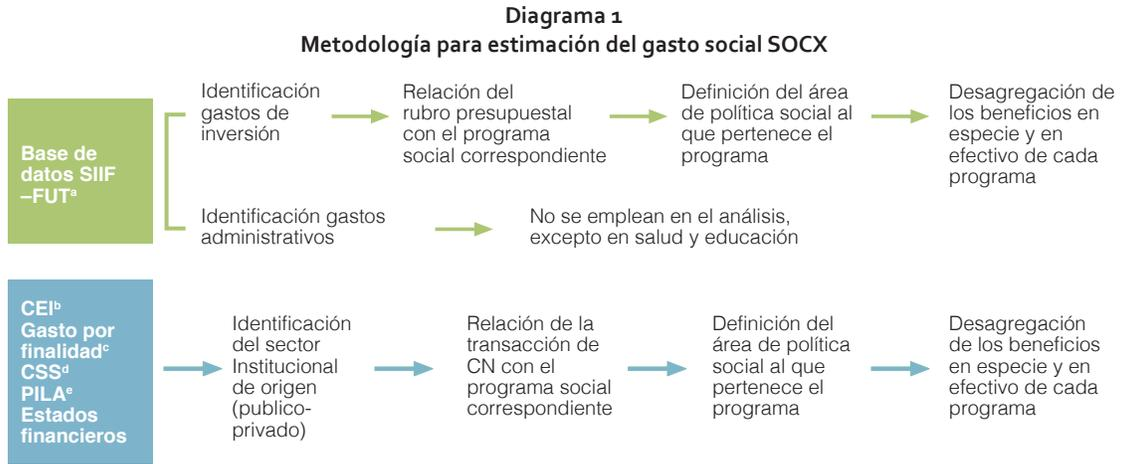 Diagrama 1
Metodología para estimación del gasto social SOCX
Base de
datos SIIF
–FUTª
Identificación
gastos de
inversión
Relación del
rubro presupuestal
con el programa
social correspondiente
Definición del área
de política social al
que pertenece el
programa
Desagregación de
los beneficios en
especie y en
efectivo de cada
programa
Identificación gastos
administrativos
No se emplean en el análisis,
excepto en salud y educación
CEIᵇ
Gasto por
finalidadᶜ
CSSᵈ
PILAᵉ
Estados
financieros
Identificación
del sector
Institucional
de origen
(publico-
privado)
Relación de la
transacción de
CN con el
programa social
correspondiente
Definición del
área de política
social al que
pertenece el
programa
Desagregación
de los beneficios
en especie y en
efectivo de cada
programa